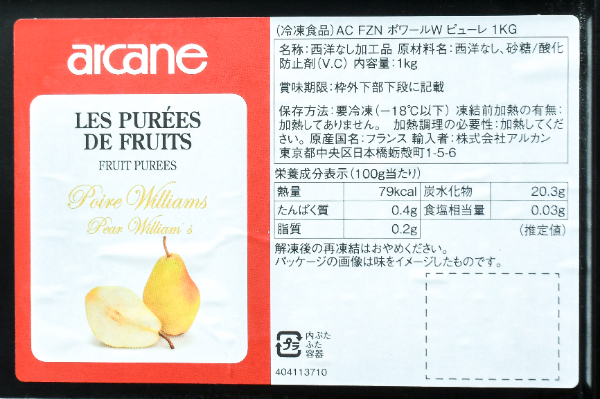 arcane
LES PURÉES
DE FRUITS
FRUIT PUREES
Poire Williams
Pear William's
(冷凍食品)AC FZN ポワールW ピューレ 1KG
名称:西洋なし加工品 原材料名:西洋なし、砂糖/酸化
防止剤(V.C) 内容量:1kg
賞味期限:枠外下部下段に記載
保存方法:要冷凍(-18℃以下) 凍結前加熱の有無:
加熱してありません。 加熱調理の必要性:加熱してくだ
さい。原産国名:フランス 輸入者:株式会社アルカン
東京都中央区日本橋蛎殻町1-5-6
栄養成分表示(100g当たり)
熱量 79kcal 炭水化物 20.3g
たんぱく質 0.4g 食塩相当量 0.03g
脂質 0.2g (推定値)
解凍後の再凍結はおやめください。
パッケージの画像は味をイメージしたものです。
プラ
内ぶた
ふた
容器
404113710